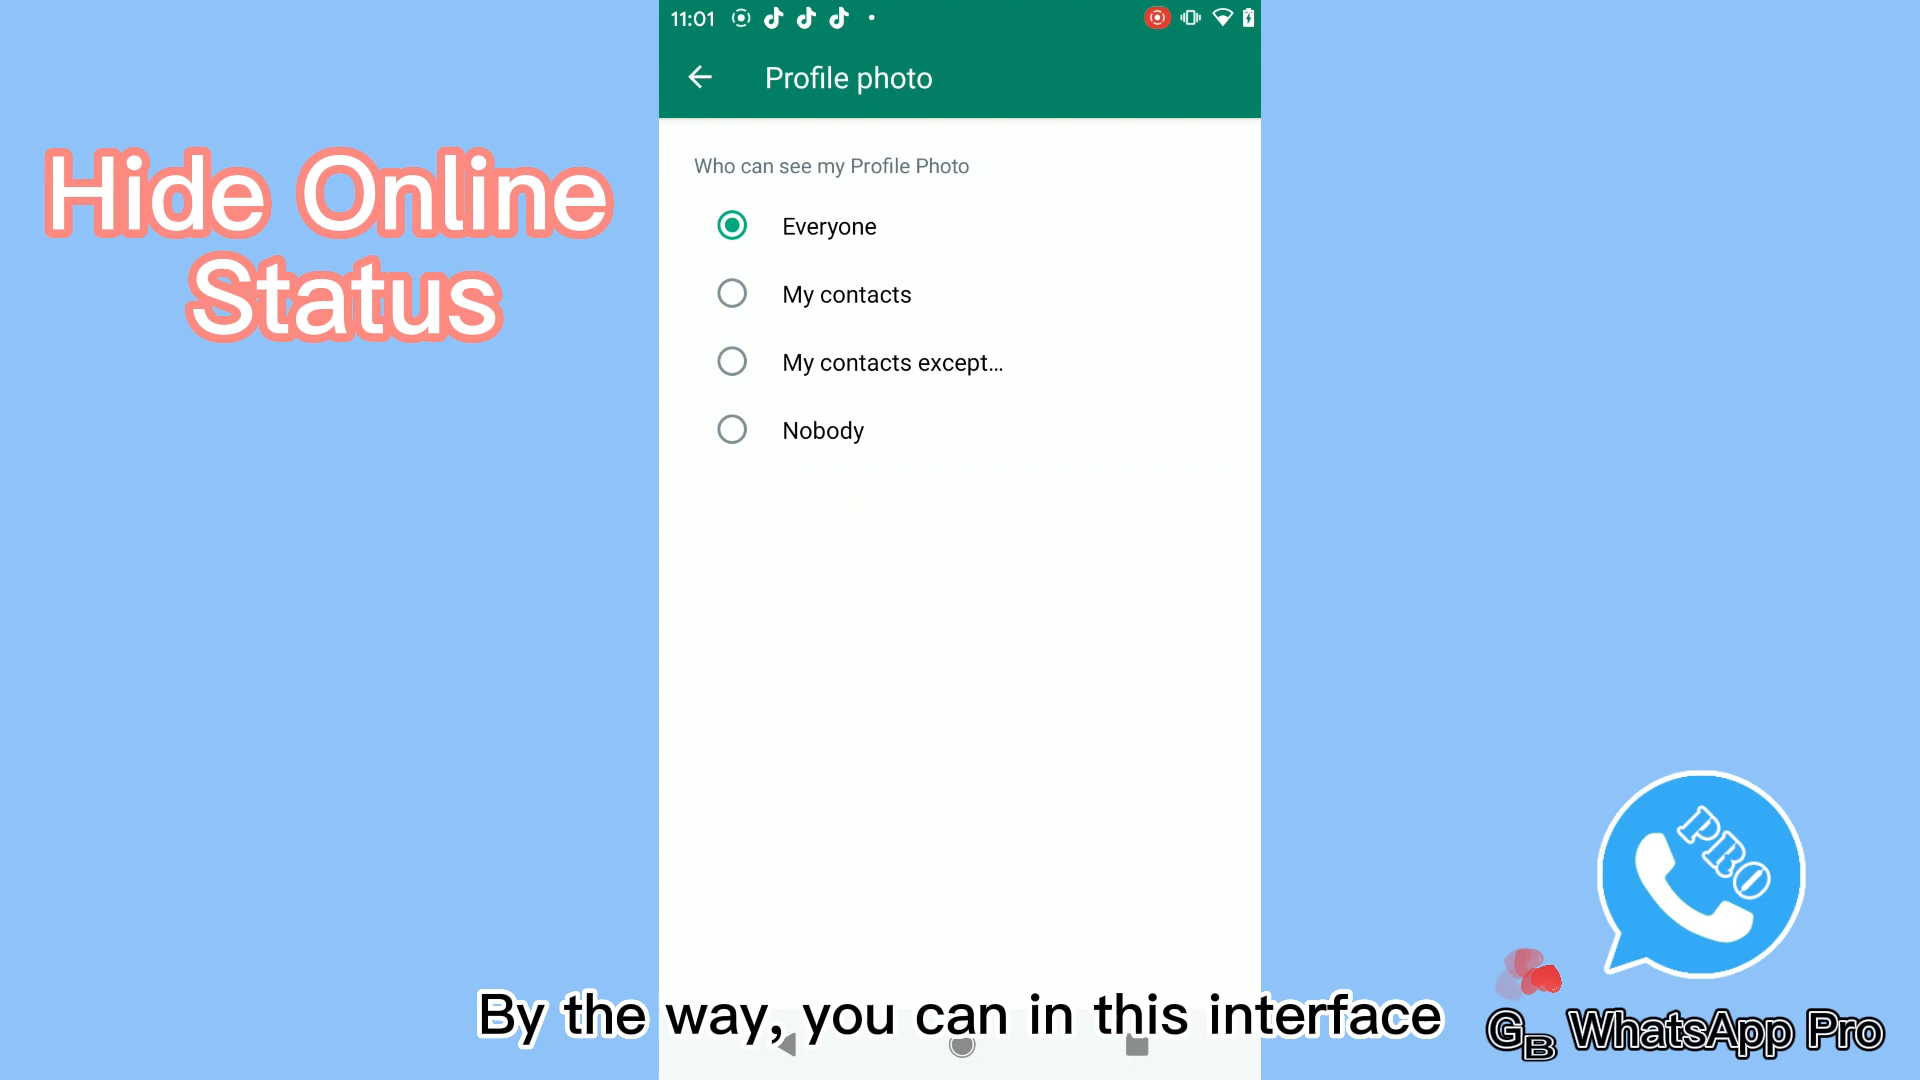 11:01
Profile photo
Hide Online
Status
Who can see my Profile Photo
Everyone
My contacts
My contacts except...
Nobody
PRO
By the way, you can in this interface
GB WhatsApp Pro